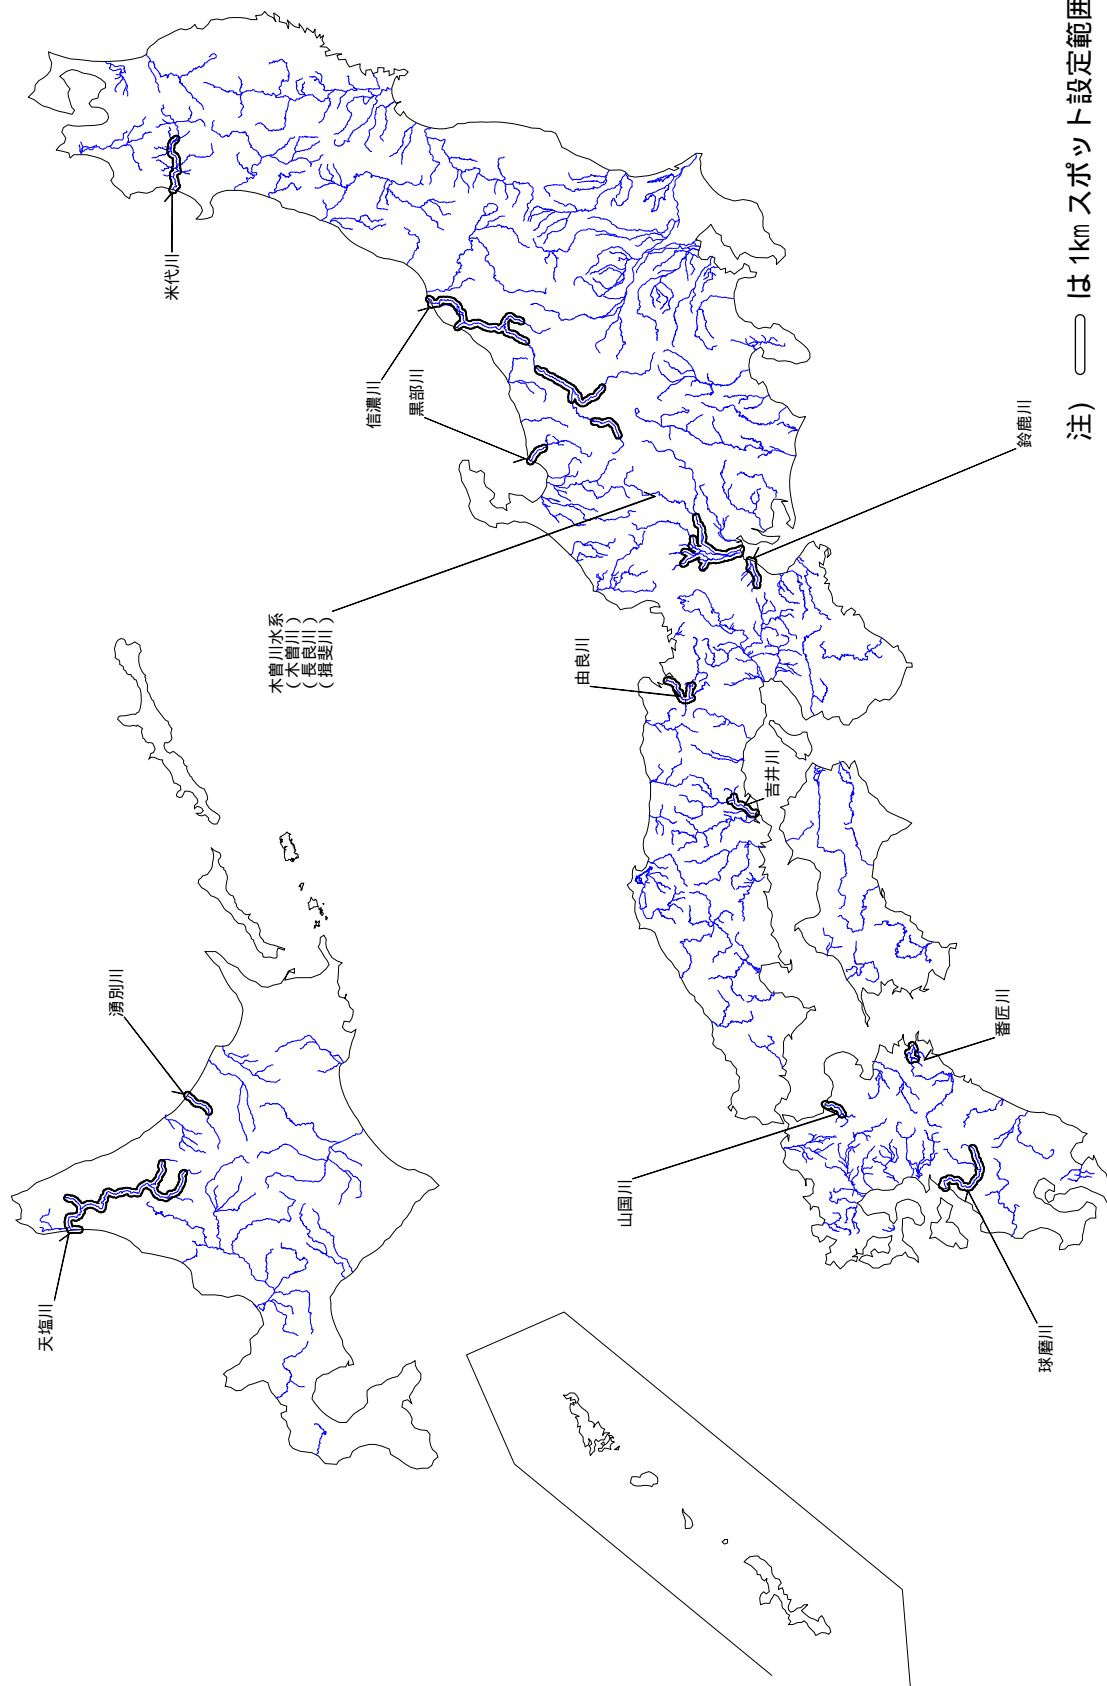 天塩川
湧別川
米代川
信濃川
黒部川
木曽川水系
（木曽川）
（長良川）
（揖斐川）
鈴鹿川
由良川
吉井川
山国川
番匠川
球磨川
注） は 1km スポット設定範囲